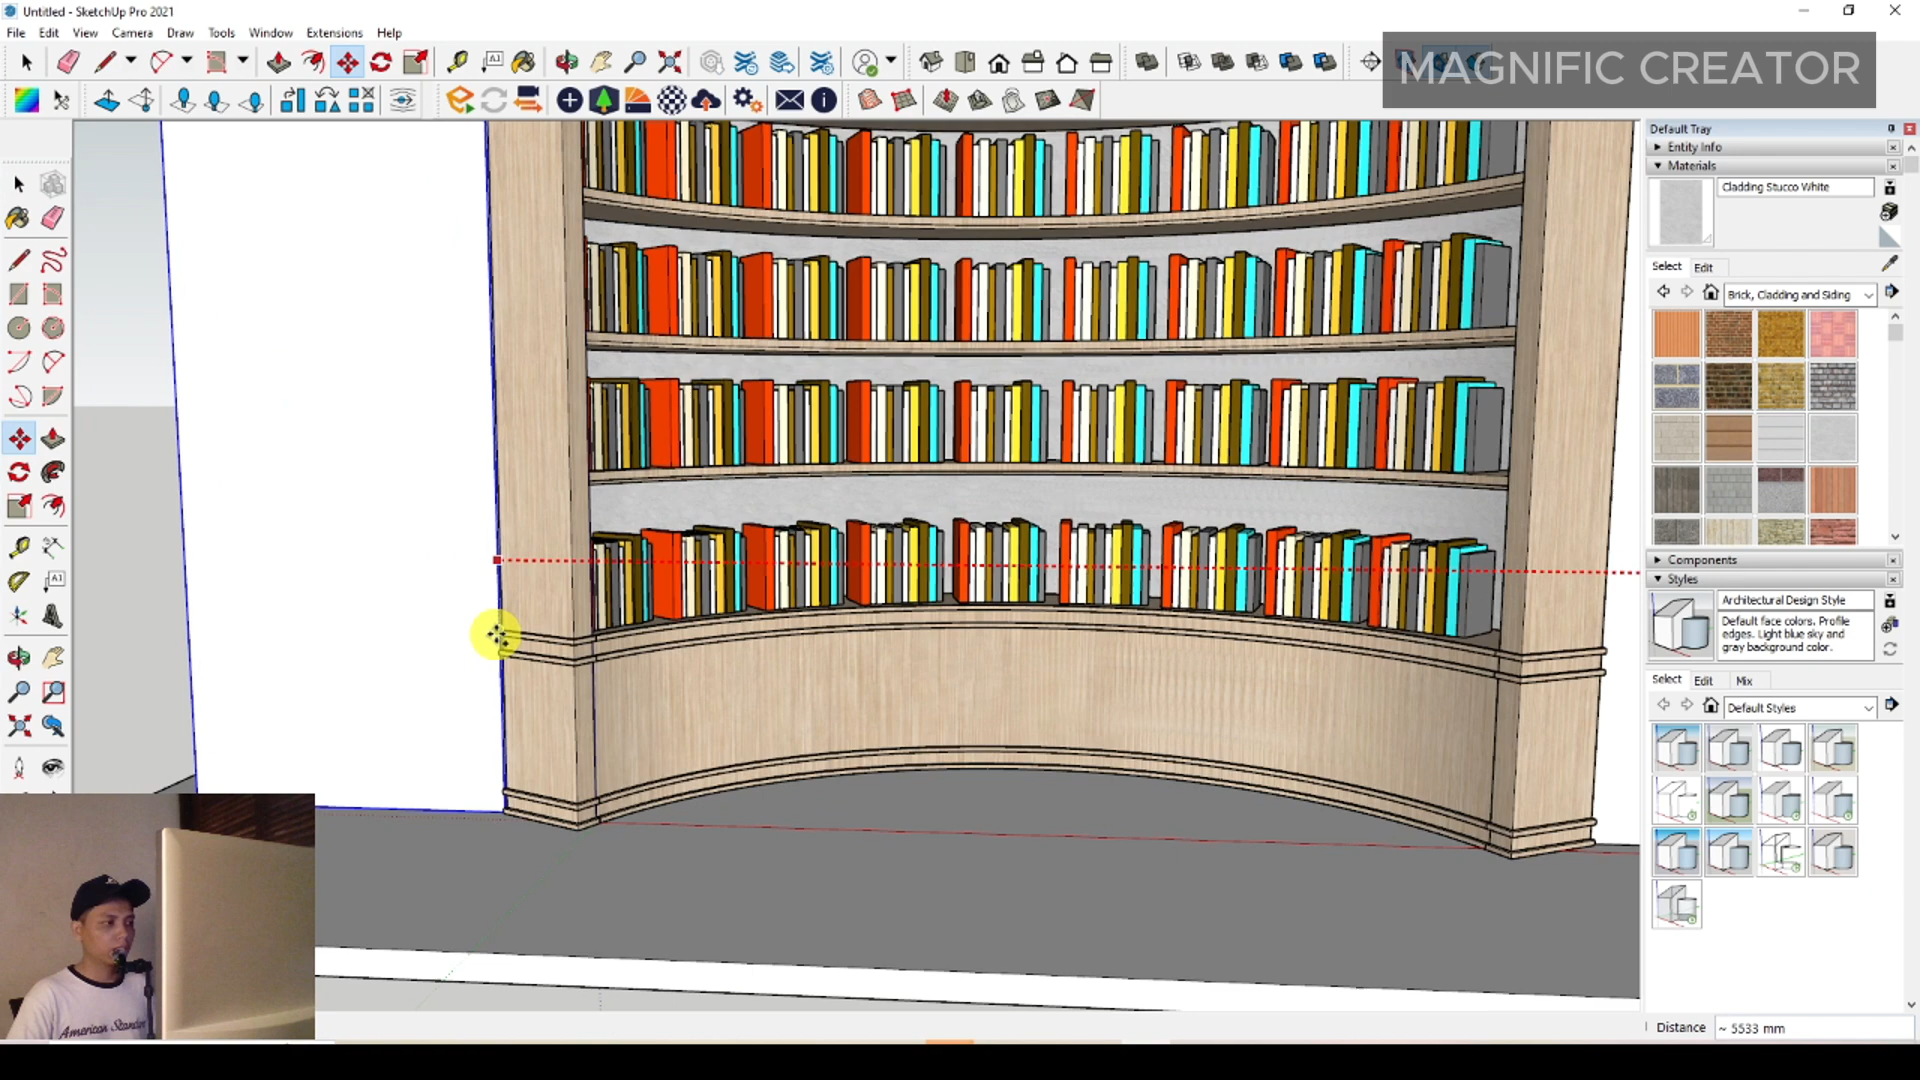 Untitled - SketchUp Pro 2021
File Edit View Camera Draw Tools Window Extensions Help
MAGNIFIC CREATOR
Default Tray
Entity Info
Materials
Cladding Stucco White
Select Edit
Brick, Cladding and Siding
Components
Styles
Architectural Design Style
Default face colors. Profile
edges. Light blue sky and
gray background color.
Select Edit Mix
Default Styles
American Standard
Distance ~ 5533 mm